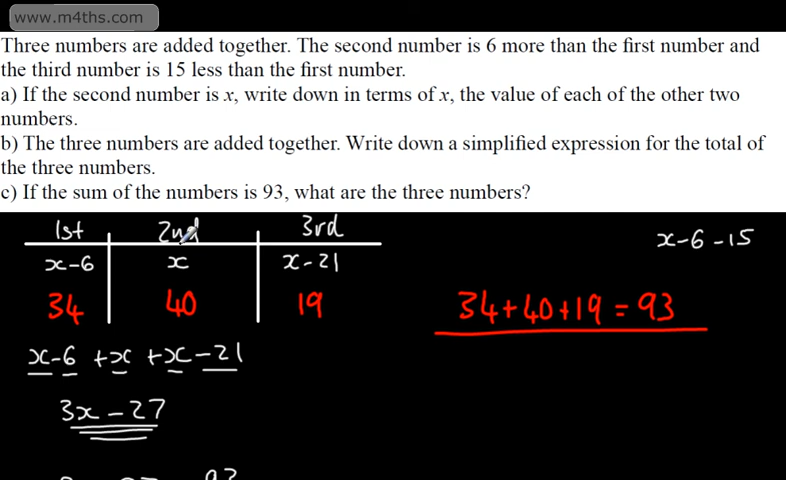 www.m4ths.com
Three numbers are added together. The second number is 6 more than the first number and
the third number is 15 less than the first number.
a) If the second number is x, write down in terms of x, the value of each of the other two
numbers.
b) The three numbers are added together. Write down a simplified expression for the total of
the three numbers.
c) If the sum of the numbers is 93, what are the three numbers?
1st 2nd 3rd
x-6 x x-21
x-6-15
34 40 19
34+40+19=93
x-6 +x +x-21
3x-27
93